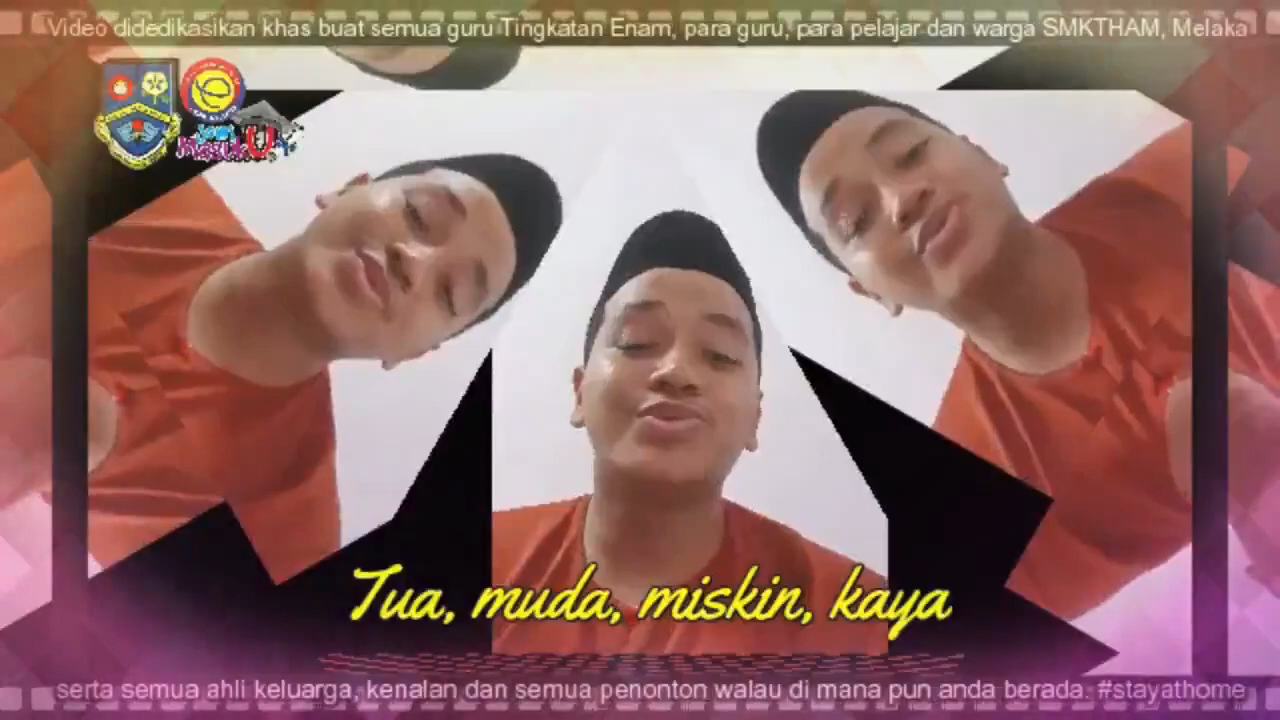 Video didedikasikan khas buat semua guru Tingkatan Enam, para guru, para pelajar dan warga SMKTHAM, Melaka
Tua, muda, miskin, kaya
serta semua ahli keluarga, kenalan dan semua penonton walau di mana pun anda berada. #stayathome